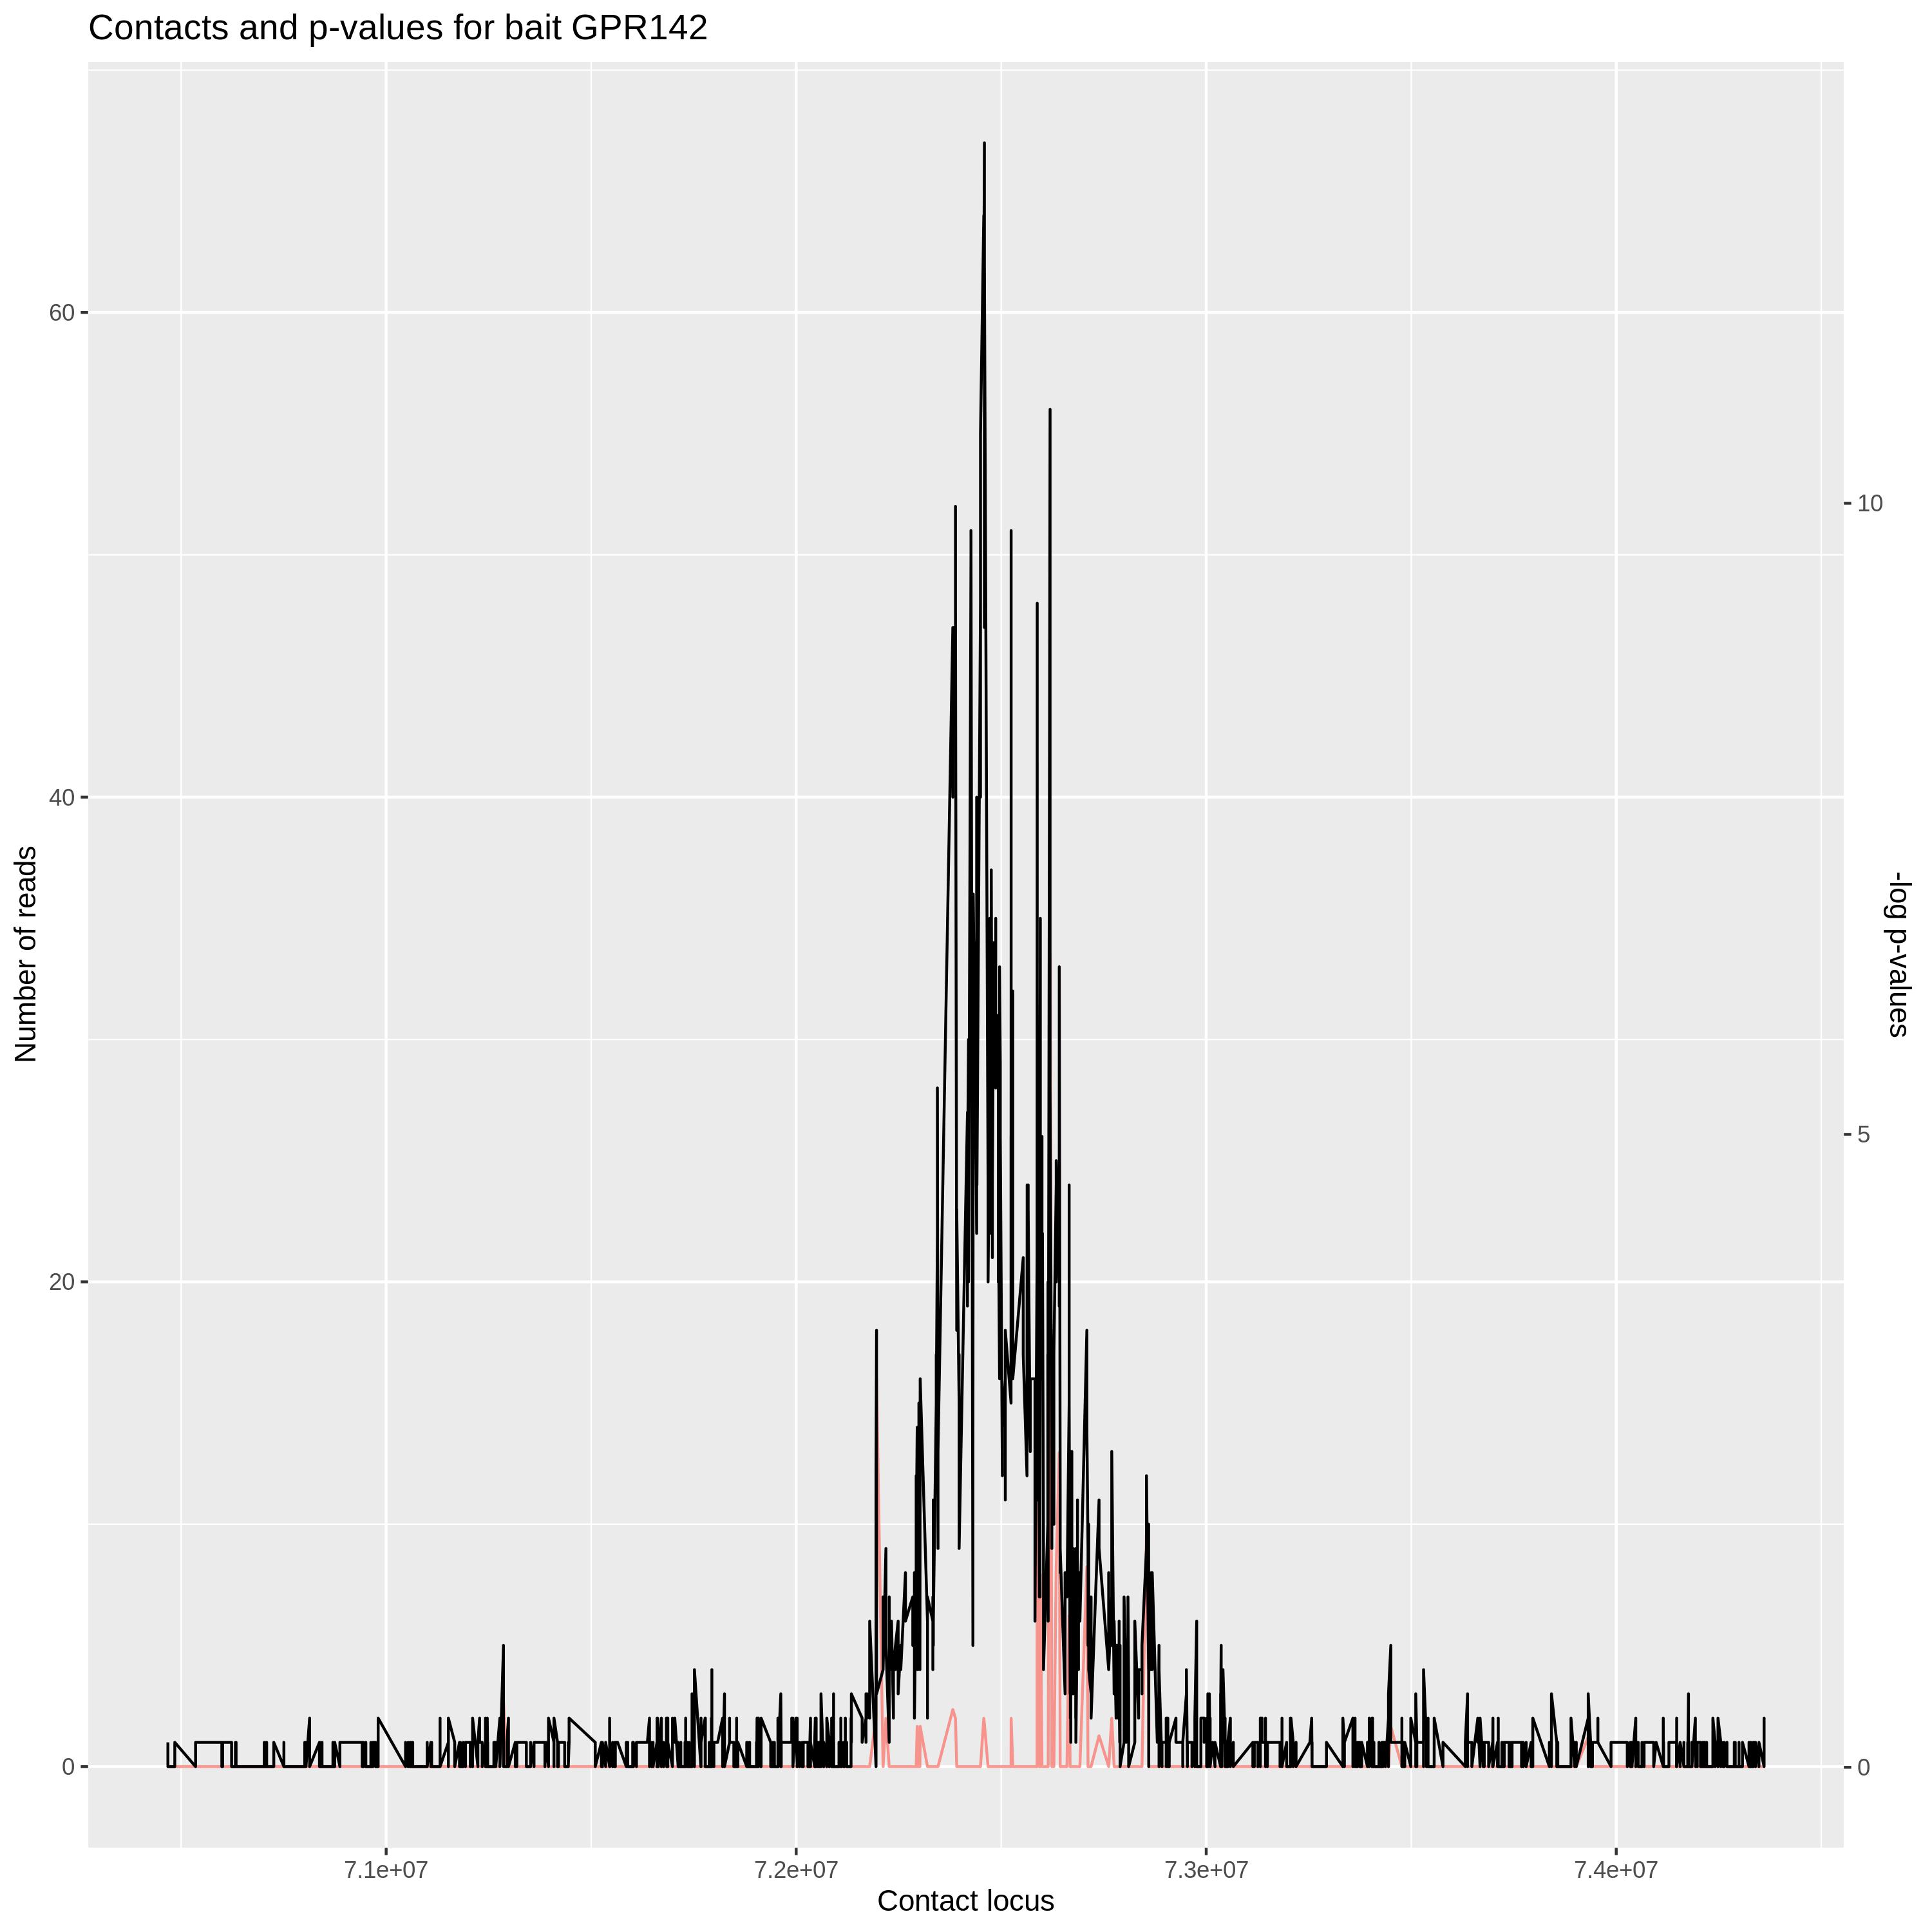 Contacts and p-values for bait GPR142
60
40
20
0
10
5
0
Number of reads
-log p-values
7.1e+07
7.2e+07
7.3e+07
7.4e+07
Contact locus